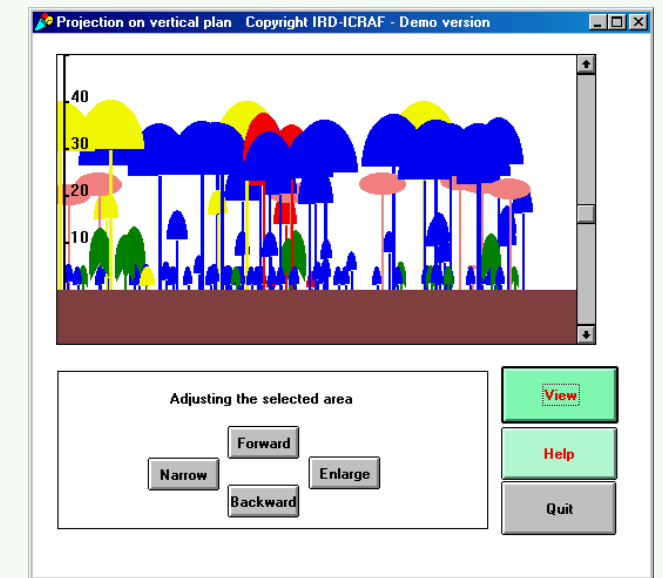 Projection on vertical plan Copyright IRD-ICRAF - Demo version
40
30
20
10
Adjusting the selected area
Forward
Narrow
Enlarge
Backward
View
Help
Quit